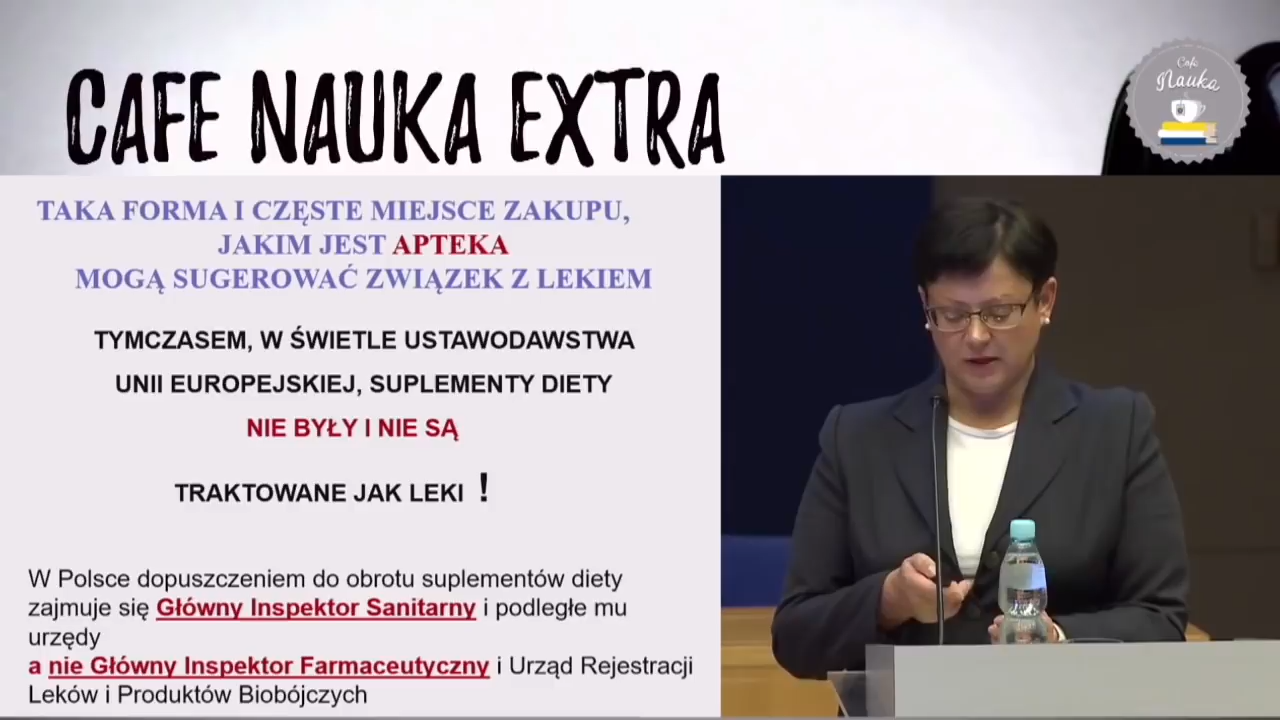 CAFE NAUKA EXTRA
Cafe
Nauka
TAKA FORMA I CZĘSTE MIEJSCE ZAKUPU,
JAKIM JEST APTEKA
MOGĄ SUGEROWAĆ ZWIĄZEK Z LEKIEM
TYMCZASEM, W ŚWIETLE USTAWODAWSTWA
UNII EUROPEJSKIEJ, SUPLEMENTY DIETY
NIE BYŁY I NIE SĄ
TRAKTOWANE JAK LEKI !
W Polsce dopuszczeniem do obrotu suplementów diety
zajmuje się Główny Inspektor Sanitarny i podległe mu
urzędy
a nie Główny Inspektor Farmaceutyczny i Urząd Rejestracji
Leków i Produktów Biobójczych